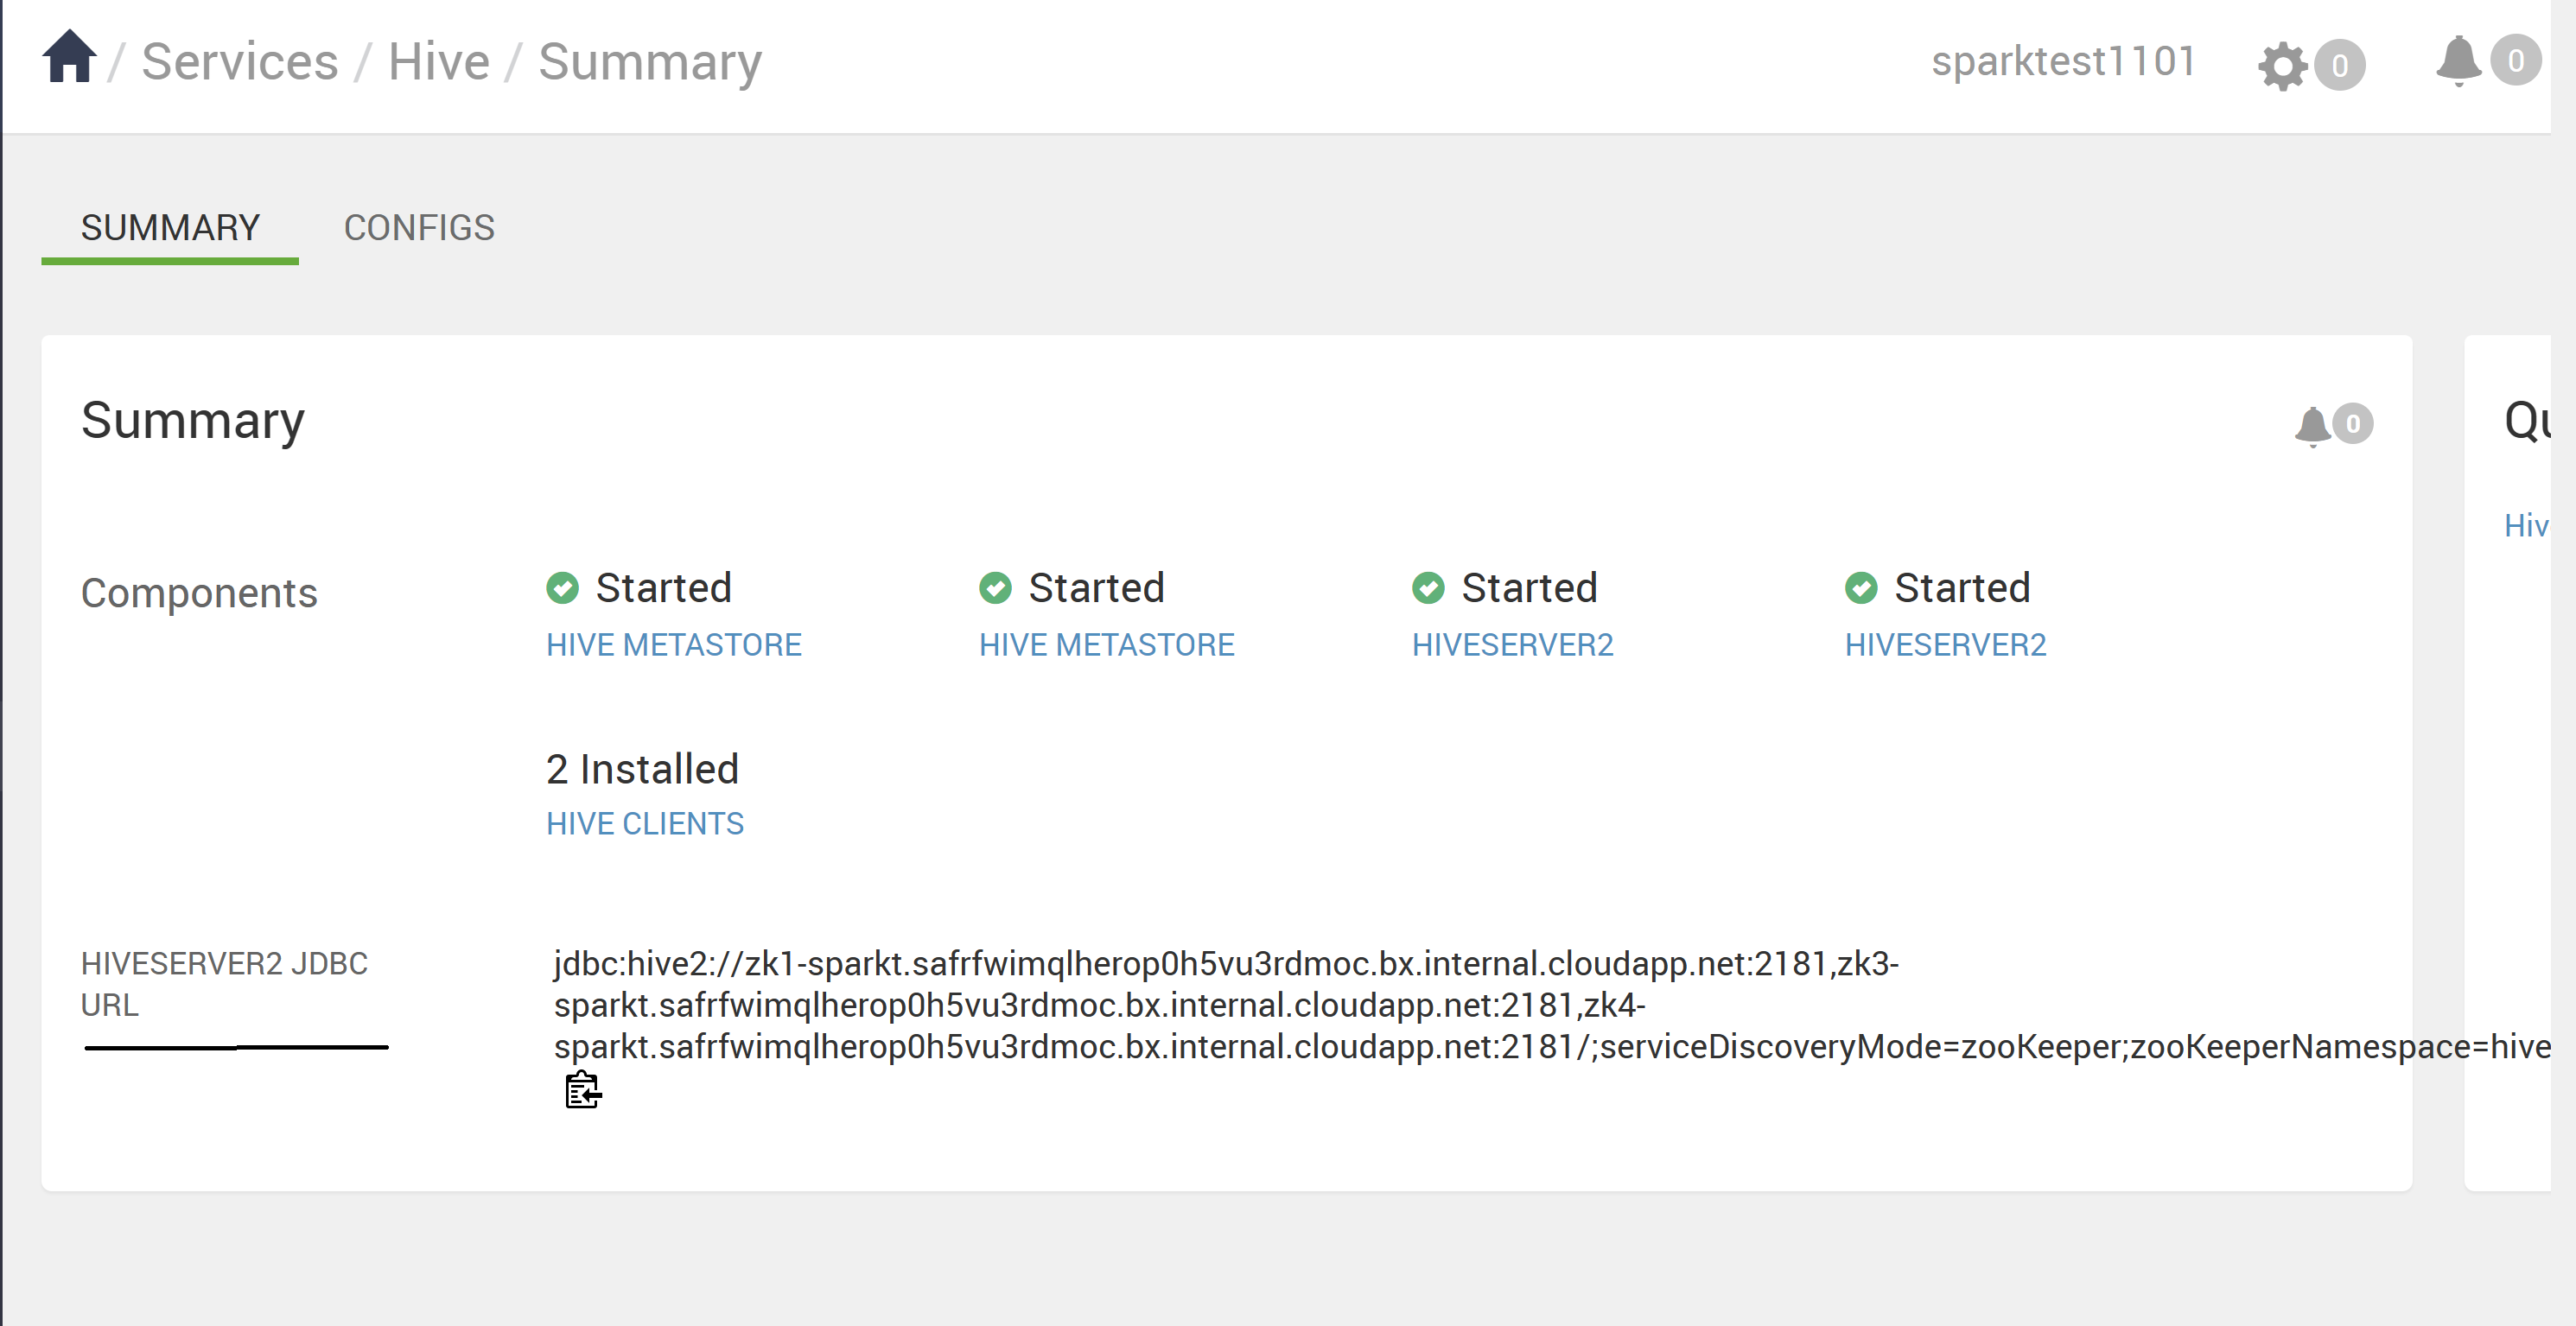 / Services / Hive / Summary
sparktest1101
0
0
SUMMARY
CONFIGS
Summary
0
Components
Started
HIVE METASTORE
Started
HIVE METASTORE
Started
HIVESERVER2
Started
HIVESERVER2
2 Installed
HIVE CLIENTS
HIVESERVER2 JDBC
URL
jdbc:hive2://zk1-sparkt.safrfwimqlherop0h5vu3rdmoc.bx.internal.cloudapp.net:2181,zk3-
sparkt.safrfwimqlherop0h5vu3rdmoc.bx.internal.cloudapp.net:2181,zk4-
sparkt.safrfwimqlherop0h5vu3rdmoc.bx.internal.cloudapp.net:2181/;serviceDiscoveryMode=zooKeeper;zooKeeperNamespace=hive
Qu
Hiv